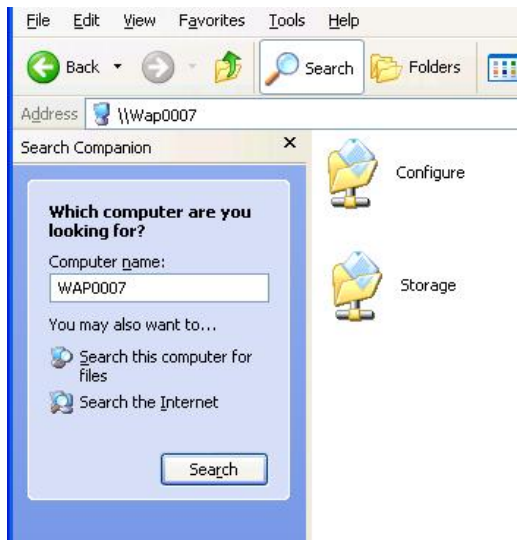 File Edit View Favorites Tools Help
Back Search Folders
Address \\Wap0007
Search Companion x
Configure
Which computer are you
looking for?
Computer name:
WAP0007
Storage
You may also want to...
Search this computer for
files
Search the Internet
Search